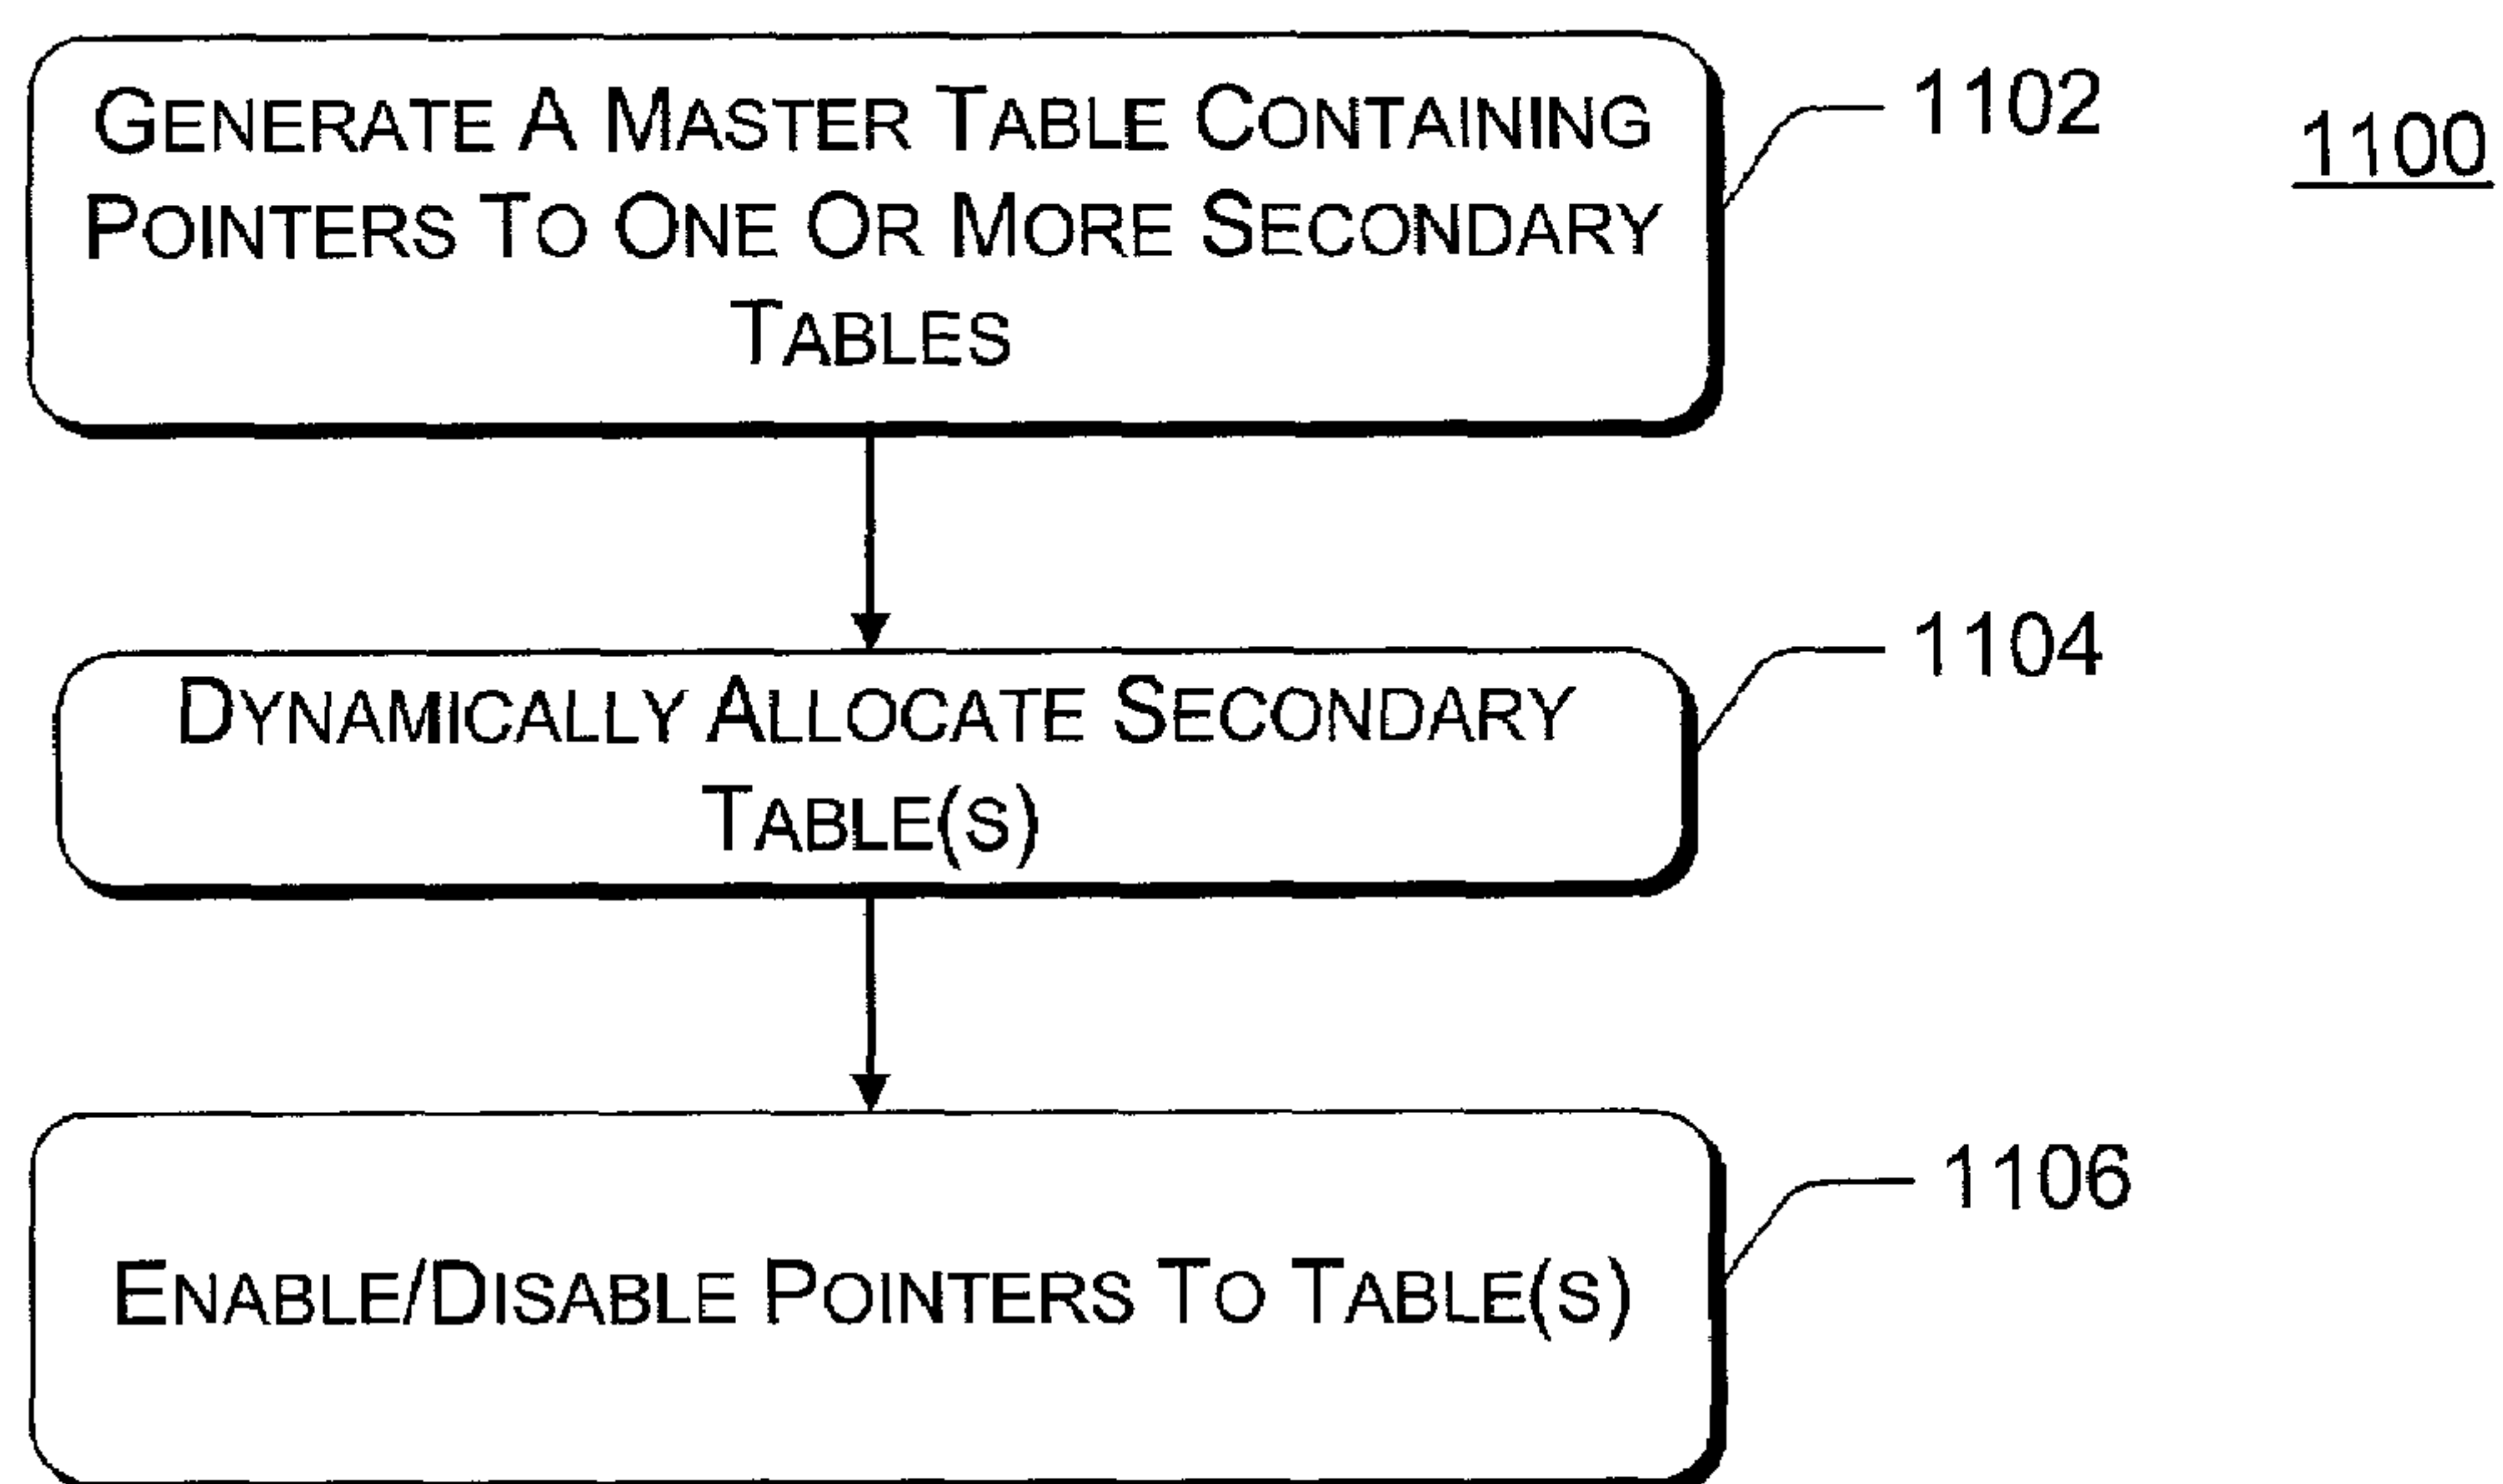 GENERATE A MASTER TABLE CONTAINING
POINTERS TO ONE OR MORE SECONDARY
TABLES
1102
1100
DYNAMICALLY ALLOCATE SECONDARY
TABLE(S)
1104
ENABLE/DISABLE POINTERS TO TABLE(S)
1106